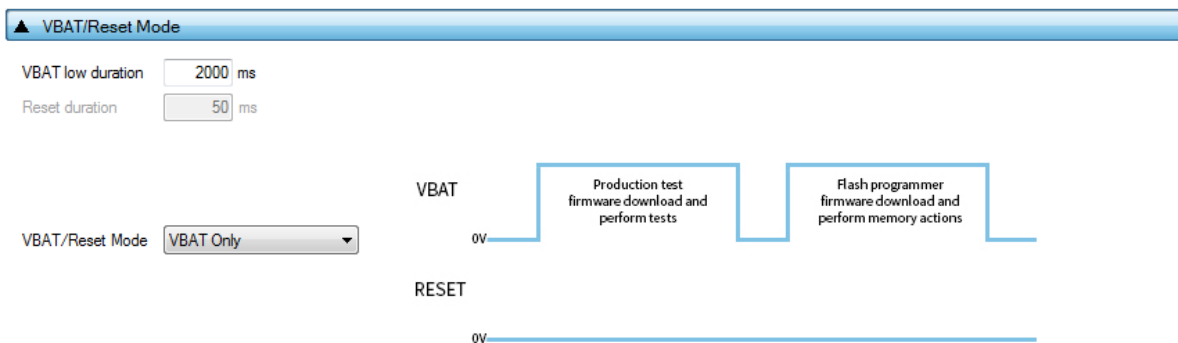 VBAT/Reset Mode
VBAT low duration 2000 ms
Reset duration 50 ms
VBAT/Reset Mode VBAT Only
VBAT
0V
Production test
firmware download and
perform tests
Flash programmer
firmware download and
perform memory actions
RESET
0V